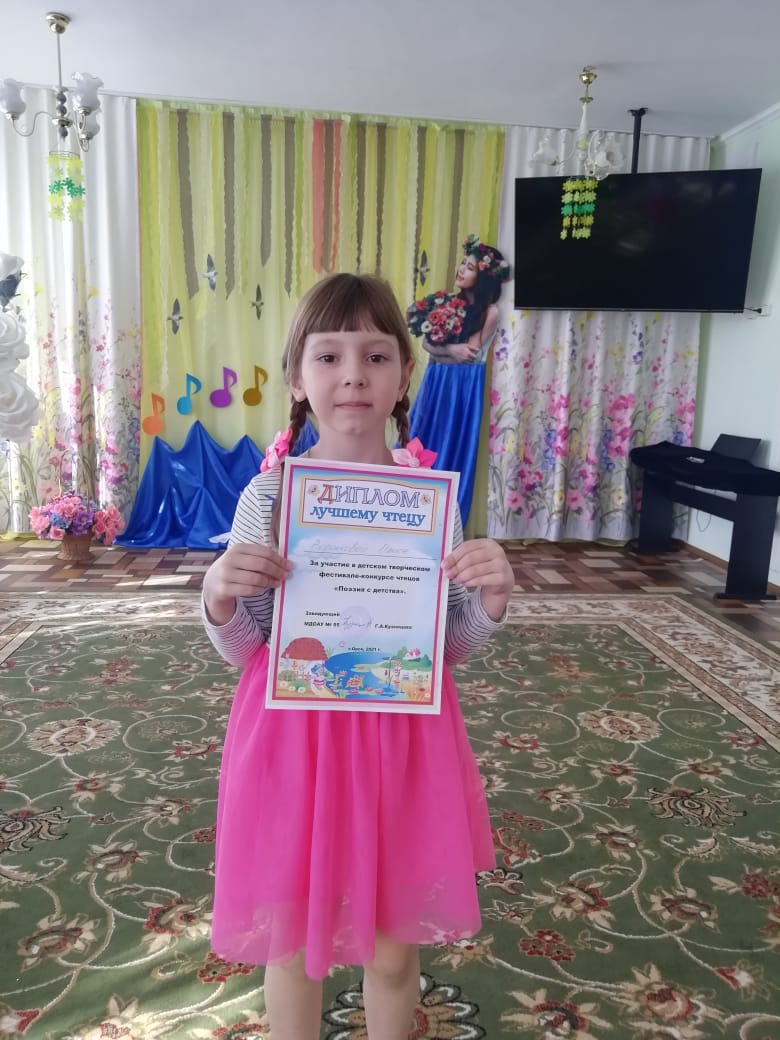 ДИПЛОМ
ЛУЧШЕМУ ЧТЕЦУ
За участие в детском творческом
фестивале-конкурсе чтецов
«Поэзия с детства».
Заведующий
МДОАУ № Г.А.Кузнецова
г.Орск, 2021 г.